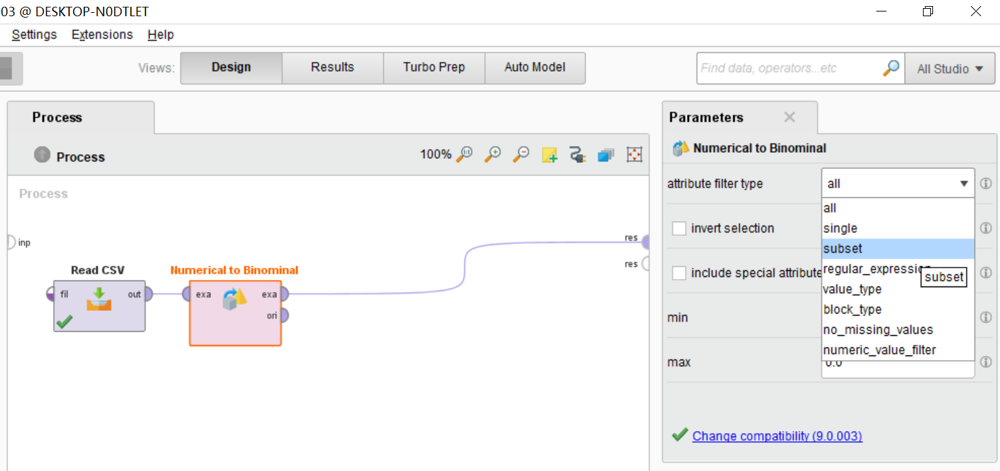 03 @ DESKTOP-N0DTLET
Settings Extensions Help
Views: Design Results Turbo Prep Auto Model
Find data, operators...etc All Studio
Process
Process
100%
Process
inp
res
res
Read CSV
fil out
Numerical to Binominal
exa exa
ori
Parameters
Numerical to Binominal
attribute filter type all
all
single
subset
regular_expression
subset
value_type
block_type
no_missing_values
numeric_value_filter
invert selection
include special attribute
min
max 0.0
Change compatibility (9.0.003)